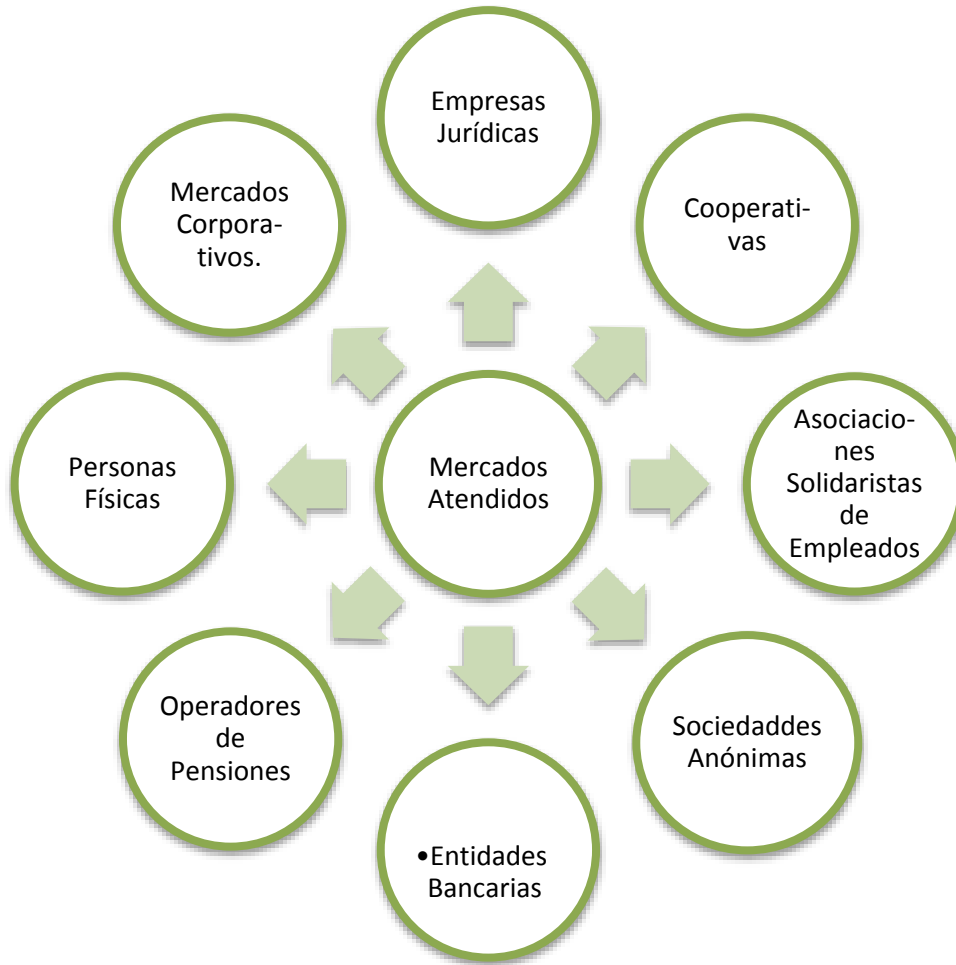 Empresas
Jurídicas
Mercados
Corpora-
tivos.
Cooperati-
vas
Personas
Físicas
Mercados
Atendidos
Asociacio-
nes
Solidaristas
de
Empleados
Operadores
de
Pensiones
Sociedaddes
Anónimas
•Entidades
Bancarias